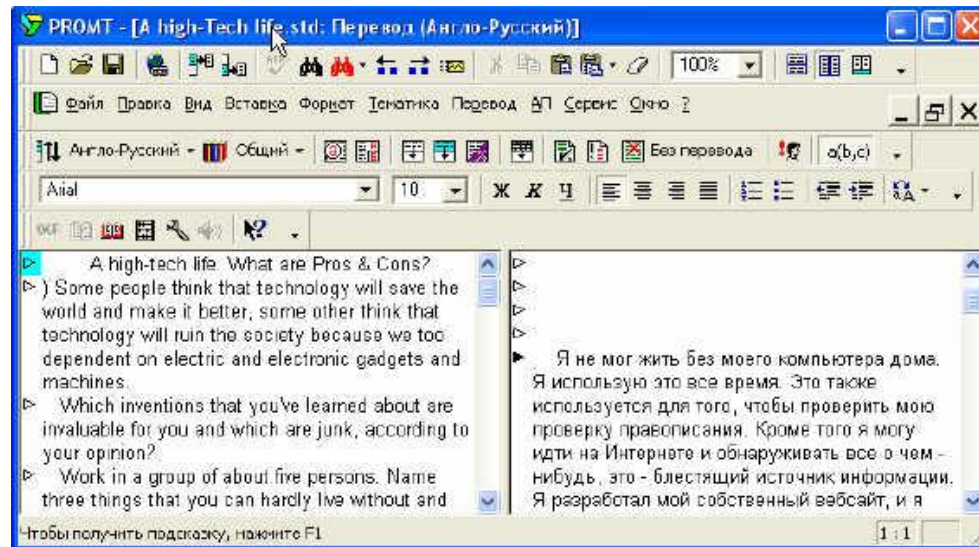 PROMT - [A high-Tech life.std: Перевод (Англо-Русский)]
100%
Файл Правка Вид Вставка Формат Тематика Перевод АП Сервис Окно ?
Англо-Русский Общий Без перевода a(b,c)
Arial 10 Ж К Ч
A high-tech life. What are Pros & Cons?
) Some people think that technology will save the
world and make it better, some other think that
technology will ruin the society because we too
dependent on electric and electronic gadgets and
machines.
Which inventions that you've learned about are
invaluable for you and which are junk, according to
your opinion?
Work in a group of about five persons. Name
three things that you can hardly live without and
Я не мог жить без моего компьютера дома.
Я использую это все время. Это также
используется для того, чтобы проверить мою
проверку правописания. Кроме того я могу
идти на Интернете и обнаруживать все о чем -
нибудь, это - блестящий источник информации.
Я разработал мой собственный вебсайт, и я
Чтобы получить подсказку, нажмите F1
1 : 1